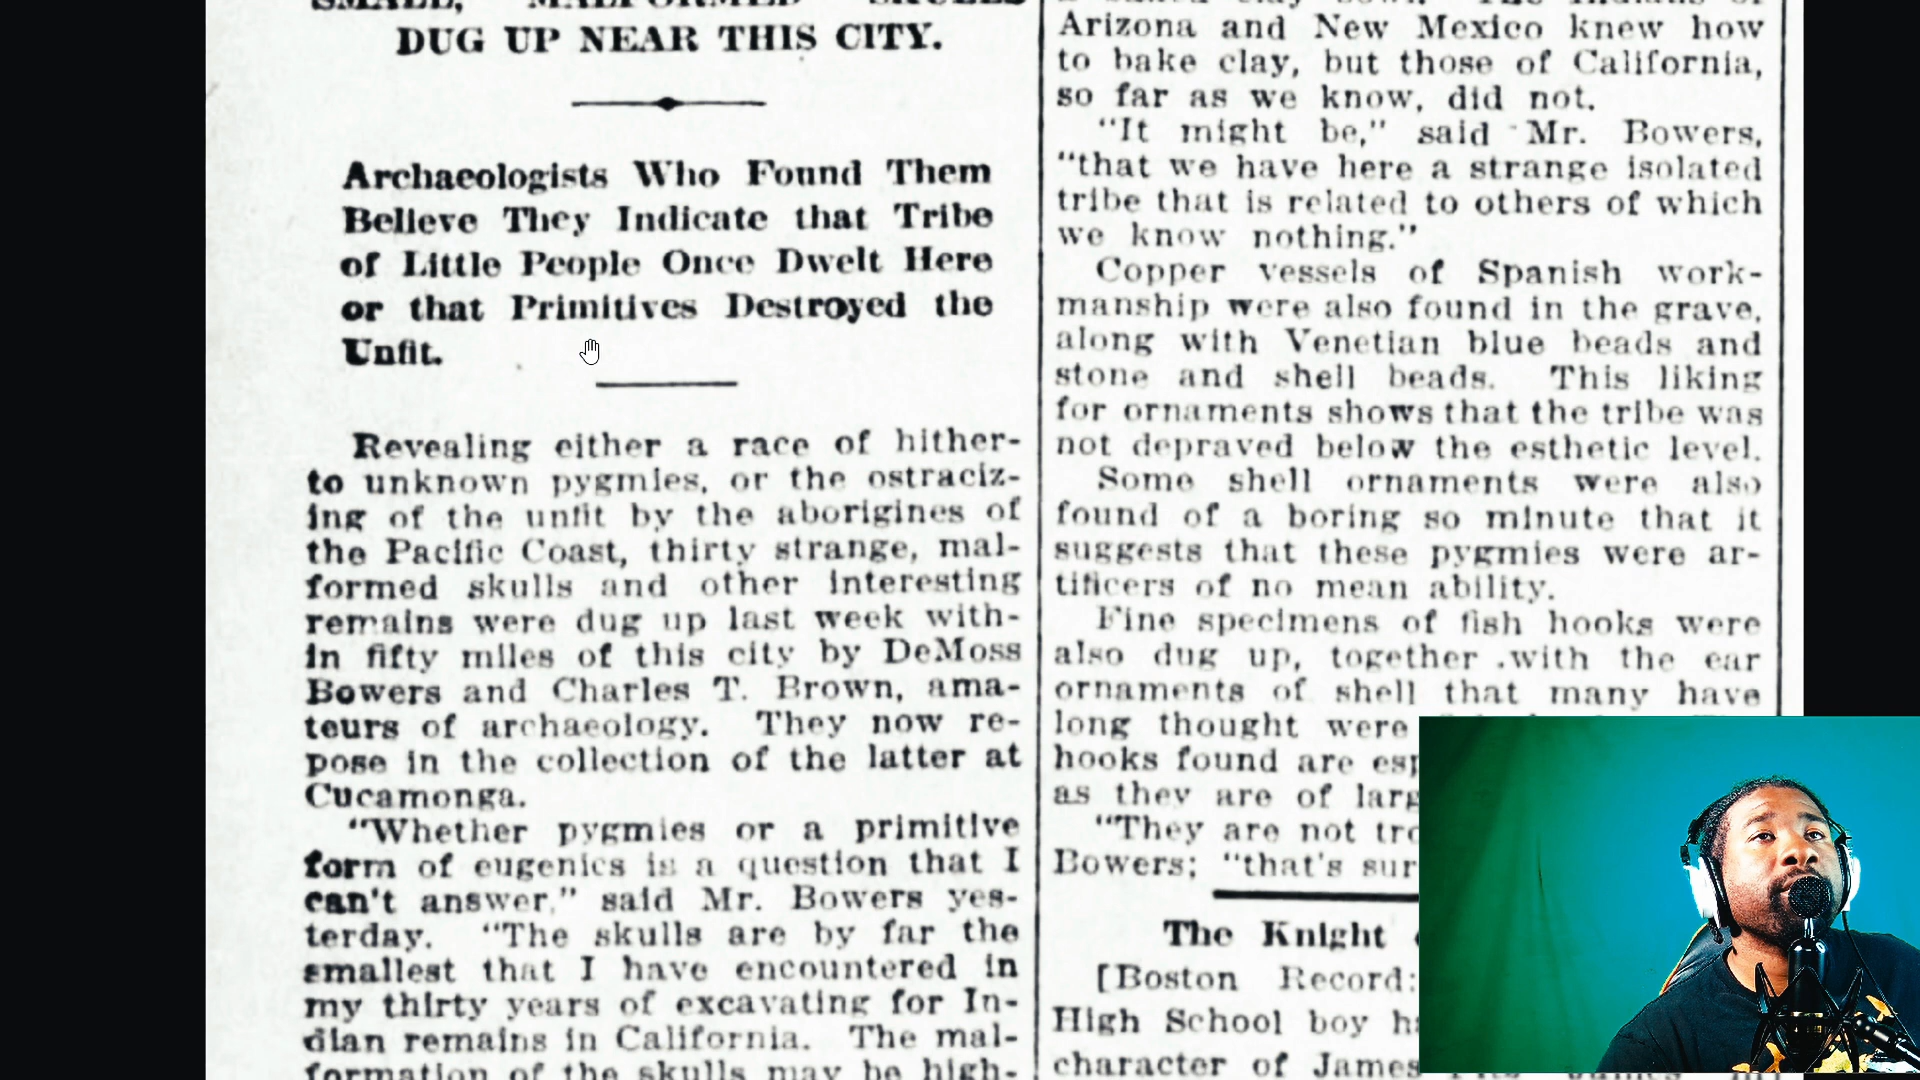 SMALL, MALFORMED SKULLS
DUG UP NEAR THIS CITY.
Archaeologists Who Found Them
Believe They Indicate that Tribe
of Little People Once Dwelt Here
or that Primitives Destroyed the
Unfit.
Revealing either a race of hither-
to unknown pygmies, or the ostraciz-
ing of the unfit by the aborigines of
the Pacific Coast, thirty strange, mal-
formed skulls and other interesting
remains were dug up last week with-
in fifty miles of this city by DeMoss
Bowers and Charles T. Brown, ama-
teurs of archaeology. They now re-
pose in the collection of the latter at
Cucamonga.
"Whether pygmies or a primitive
form of eugenics is a question that I
can't answer," said Mr. Bowers yes-
terday. "The skulls are by far the
smallest that I have encountered in
my thirty years of excavating for In-
dian remains in California. The mal-
formation of the skulls may be high-
The Indians of
Arizona and New Mexico knew how
to bake clay, but those of California,
so far as we know, did not.
"It might be," said Mr. Bowers,
"that we have here a strange isolated
tribe that is related to others of which
we know nothing."
Copper vessels of Spanish work-
manship were also found in the grave,
along with Venetian blue beads and
stone and shell beads. This liking
for ornaments shows that the tribe was
not depraved below the esthetic level.
Some shell ornaments were also
found of a boring so minute that it
suggests that these pygmies were ar-
tificers of no mean ability.
Fine specimens of fish hooks were
also dug up, together with the ear
ornaments of shell that many have
long thought were
hooks found are
as they are of
"They are not
Bowers; "that's
The Knight
[Boston Record:
High School boy
character of James